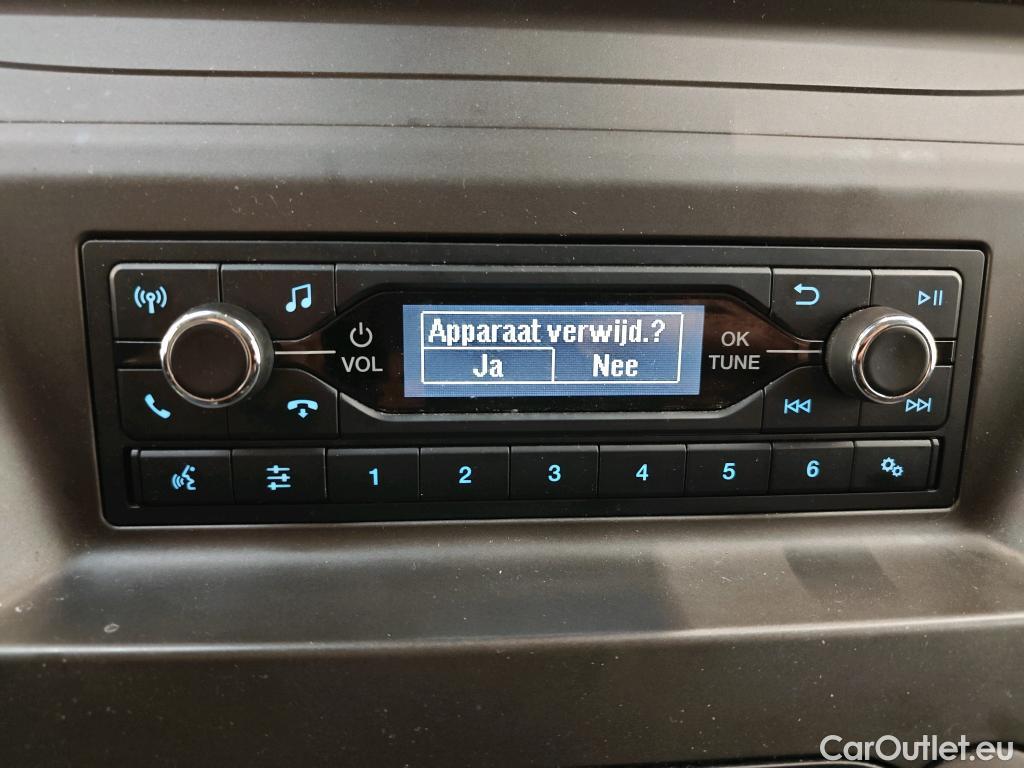 Apparaat verwijd.?
Ja Nee
VOL
OK
TUNE
1 2 3 4 5 6
CarOutlet.eu